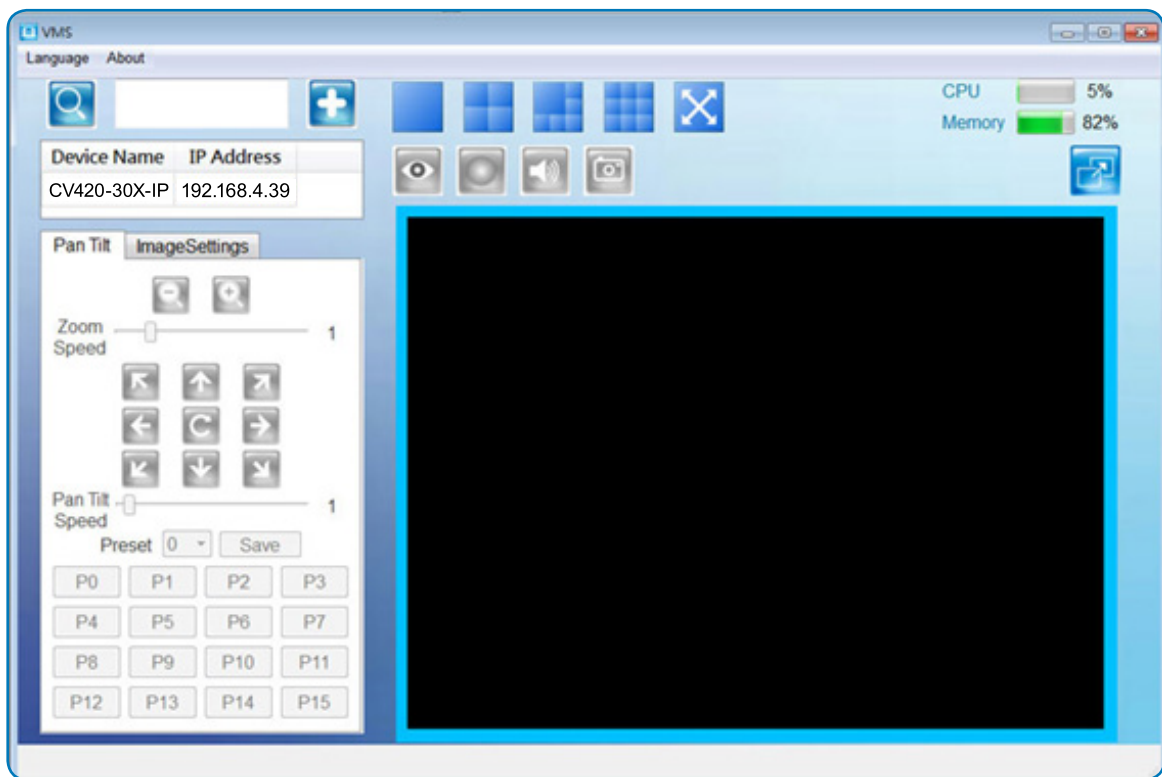 VMS
Language About
CPU 5%
Memory 82%
Device Name IP Address
CV420-30X-IP 192.168.4.39
Pan Tilt ImageSettings
Zoom Speed 1
C
Pan Tilt Speed 1
Preset 0 Save
P0 P1 P2 P3
P4 P5 P6 P7
P8 P9 P10 P11
P12 P13 P14 P15